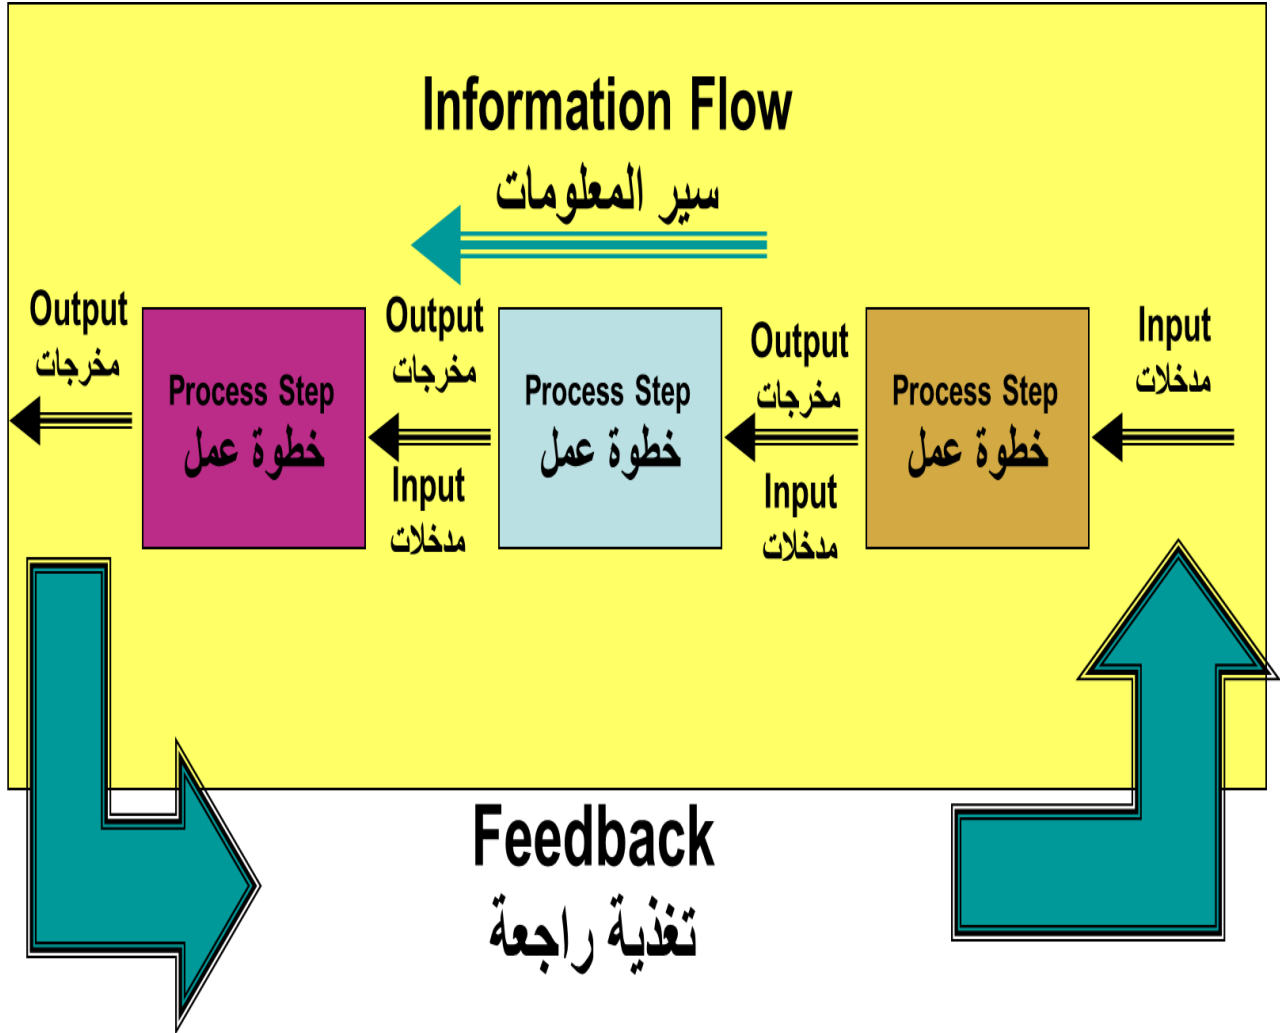 Information Flow
سير المعلومات
Input
مدخلات
Process Step
خطوة عمل
Output
مخرجات
Input
مدخلات
Process Step
خطوة عمل
Output
مخرجات
Input
مدخلات
Process Step
خطوة عمل
Output
مخرجات
Feedback
تغذية راجعة